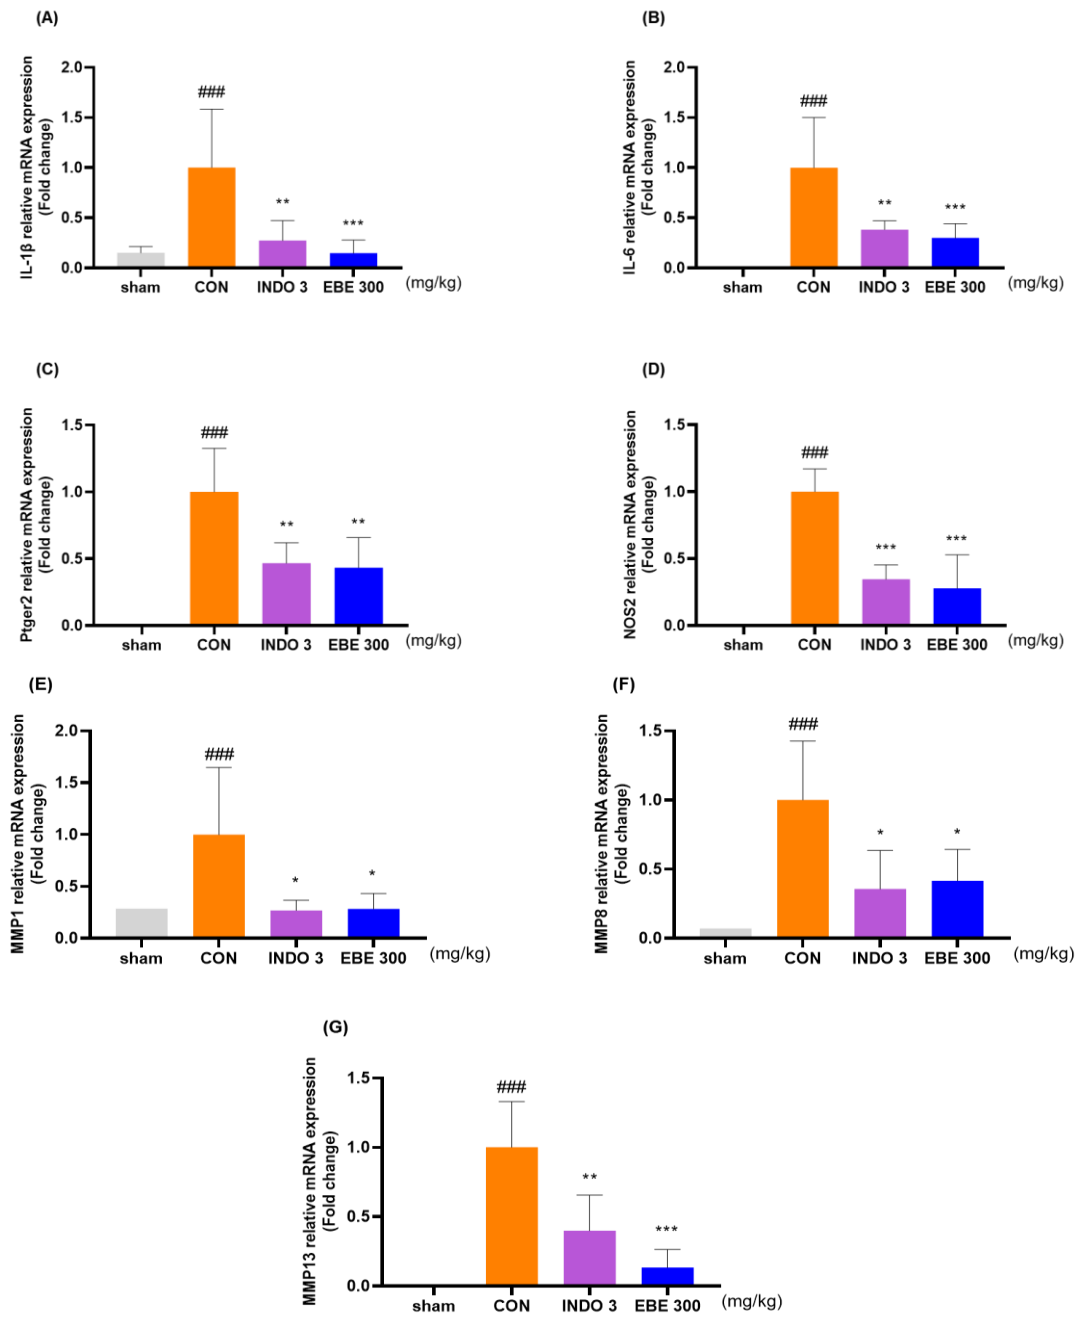 (A)
IL-1β relative mRNA expression
(Fold change)
2.0
1.5
1.0
0.5
0.0
###
**
***
sham CON INDO 3 EBE 300 (mg/kg)
(B)
IL-6 relative mRNA expression
(Fold change)
2.0
1.5
1.0
0.5
0.0
###
**
***
sham CON INDO 3 EBE 300 (mg/kg)
(C)
Ptger2 relative mRNA expression
(Fold change)
1.5
1.0
0.5
0.0
###
**
**
sham CON INDO 3 EBE 300 (mg/kg)
(D)
NOS2 relative mRNA expression
(Fold change)
1.5
1.0
0.5
0.0
###
***
***
sham CON INDO 3 EBE 300 (mg/kg)
(E)
MMP1 relative mRNA expression
(Fold change)
2.0
1.5
1.0
0.5
0.0
###
*
*
sham CON INDO 3 EBE 300 (mg/kg)
(F)
MMP8 relative mRNA expression
(Fold change)
1.5
1.0
0.5
0.0
###
*
*
sham CON INDO 3 EBE 300 (mg/kg)
(G)
MMP13 relative mRNA expression
(Fold change)
1.5
1.0
0.5
0.0
###
**
***
sham CON INDO 3 EBE 300 (mg/kg)